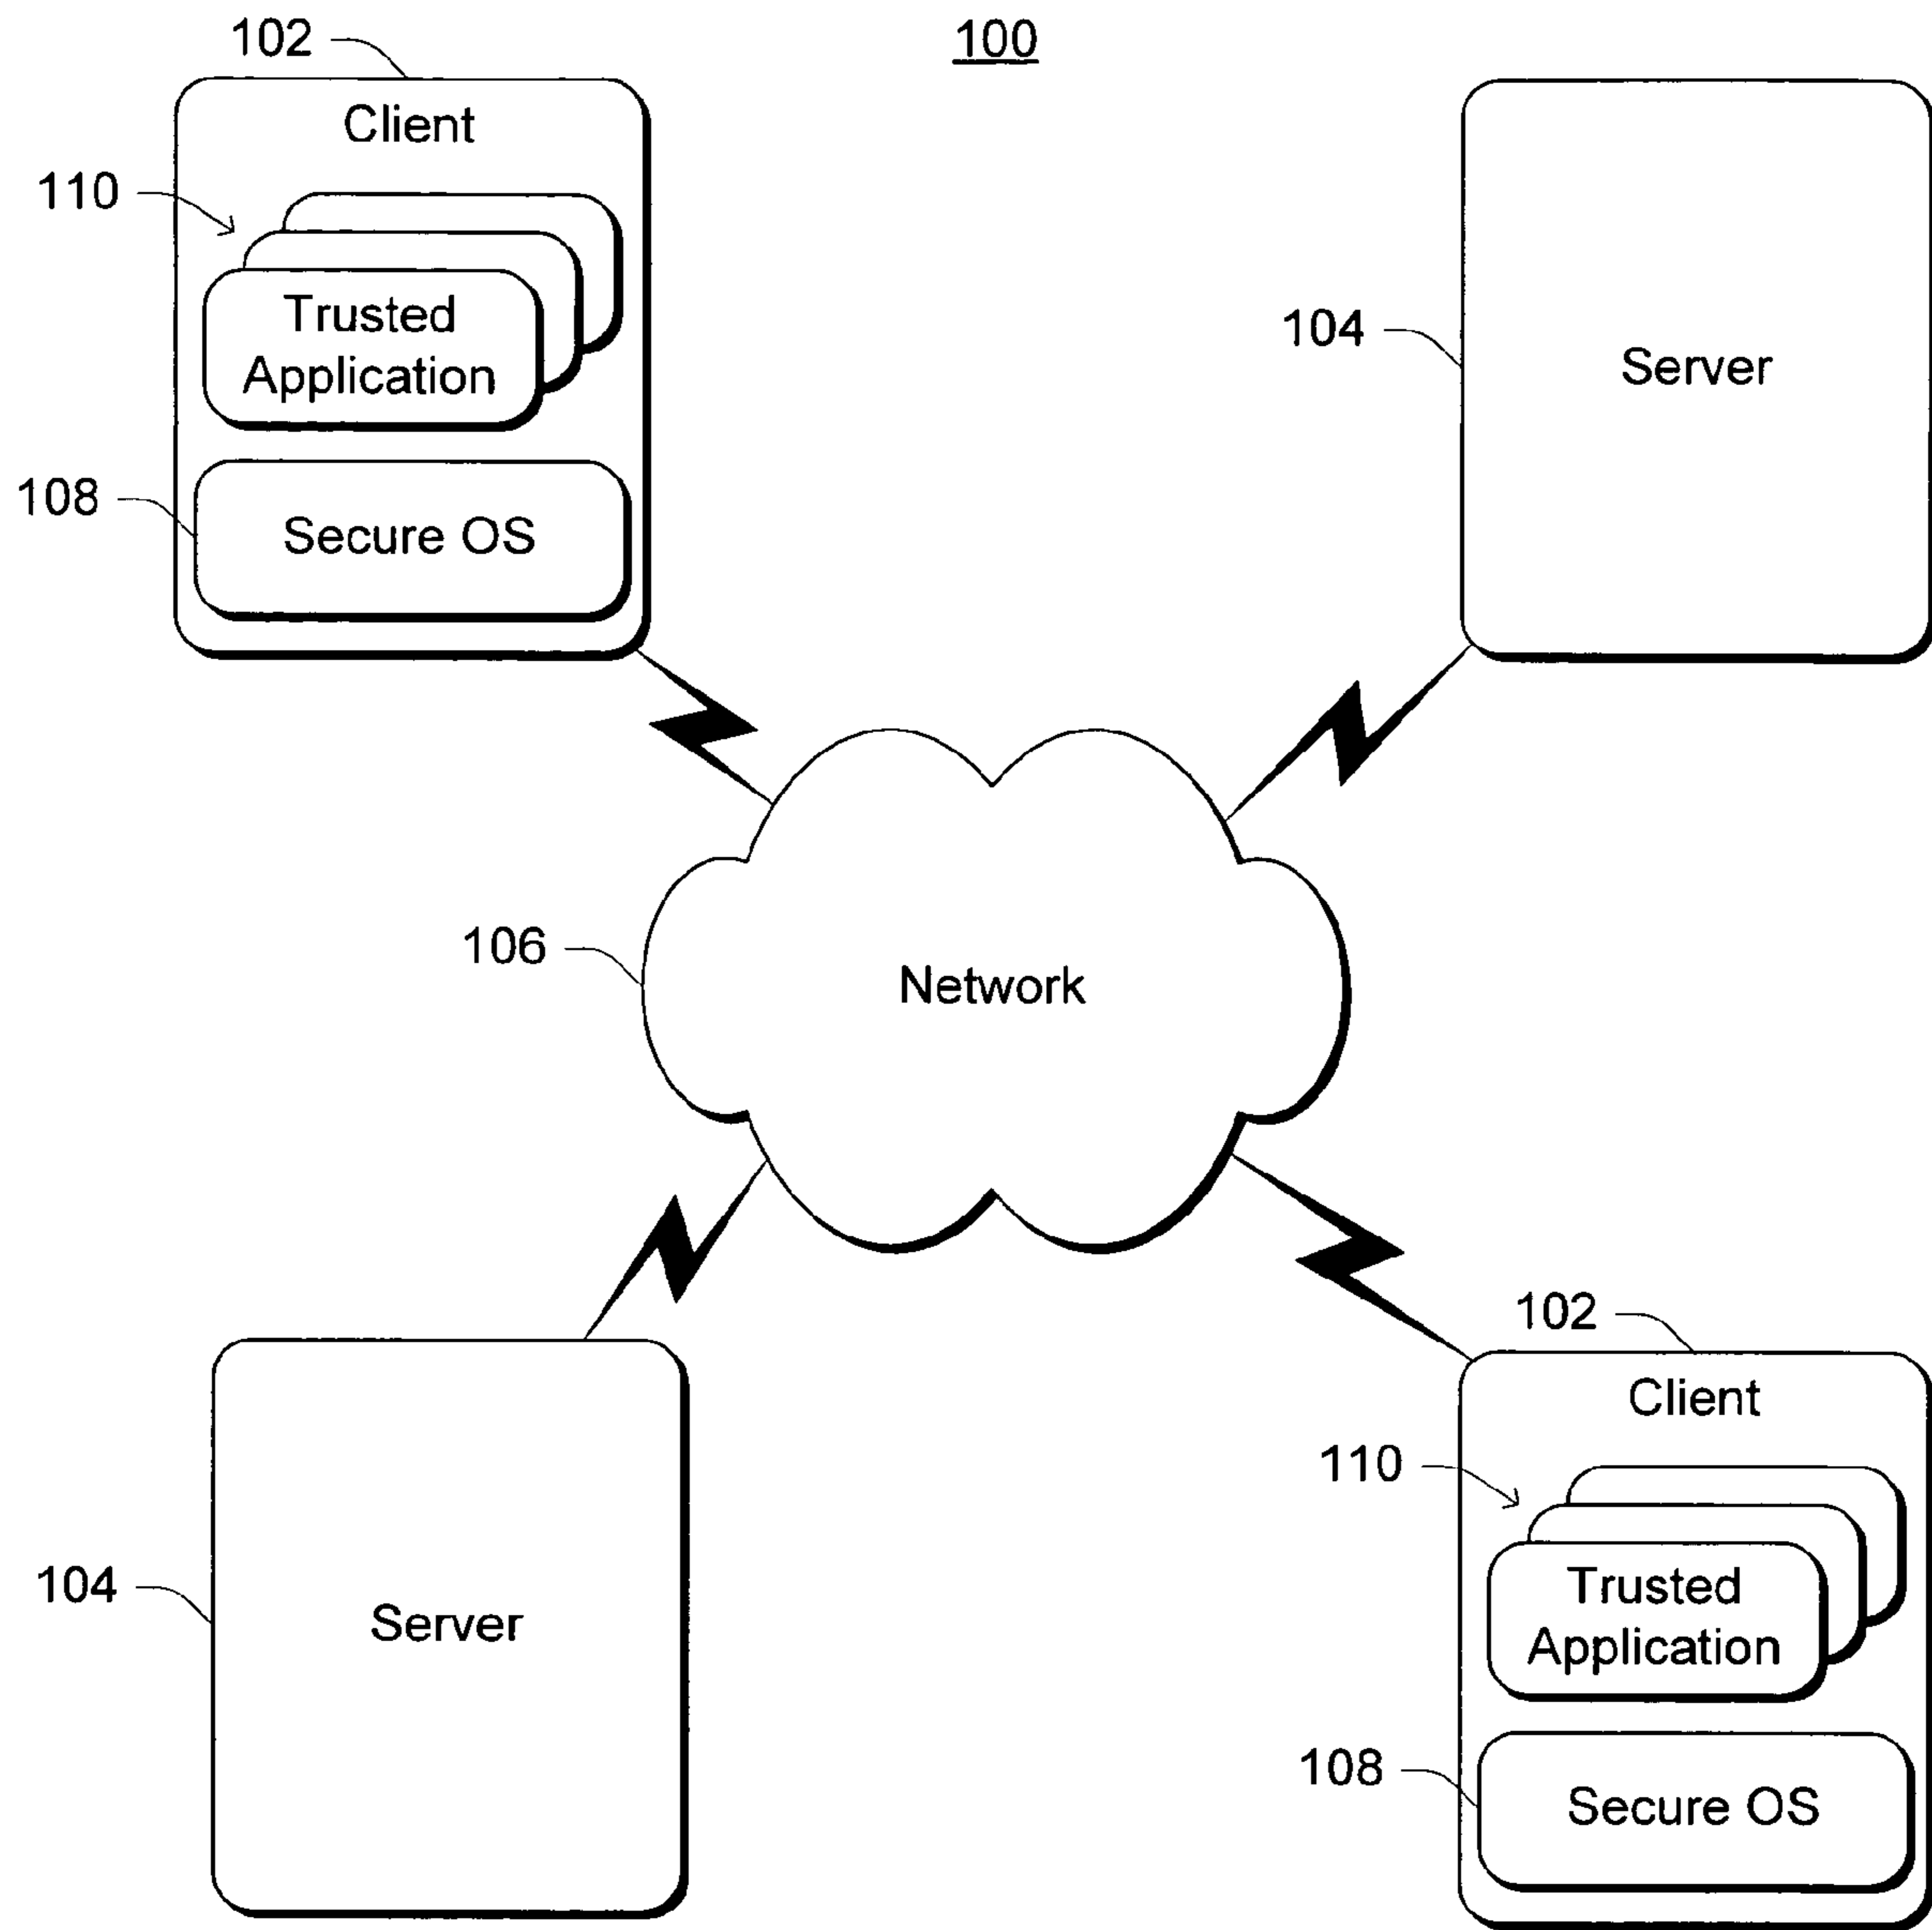 102
100
Client
110
Trusted
Application
104
Server
108
Secure OS
106
Network
102
Client
110
104
Server
Trusted
Application
108
Secure OS